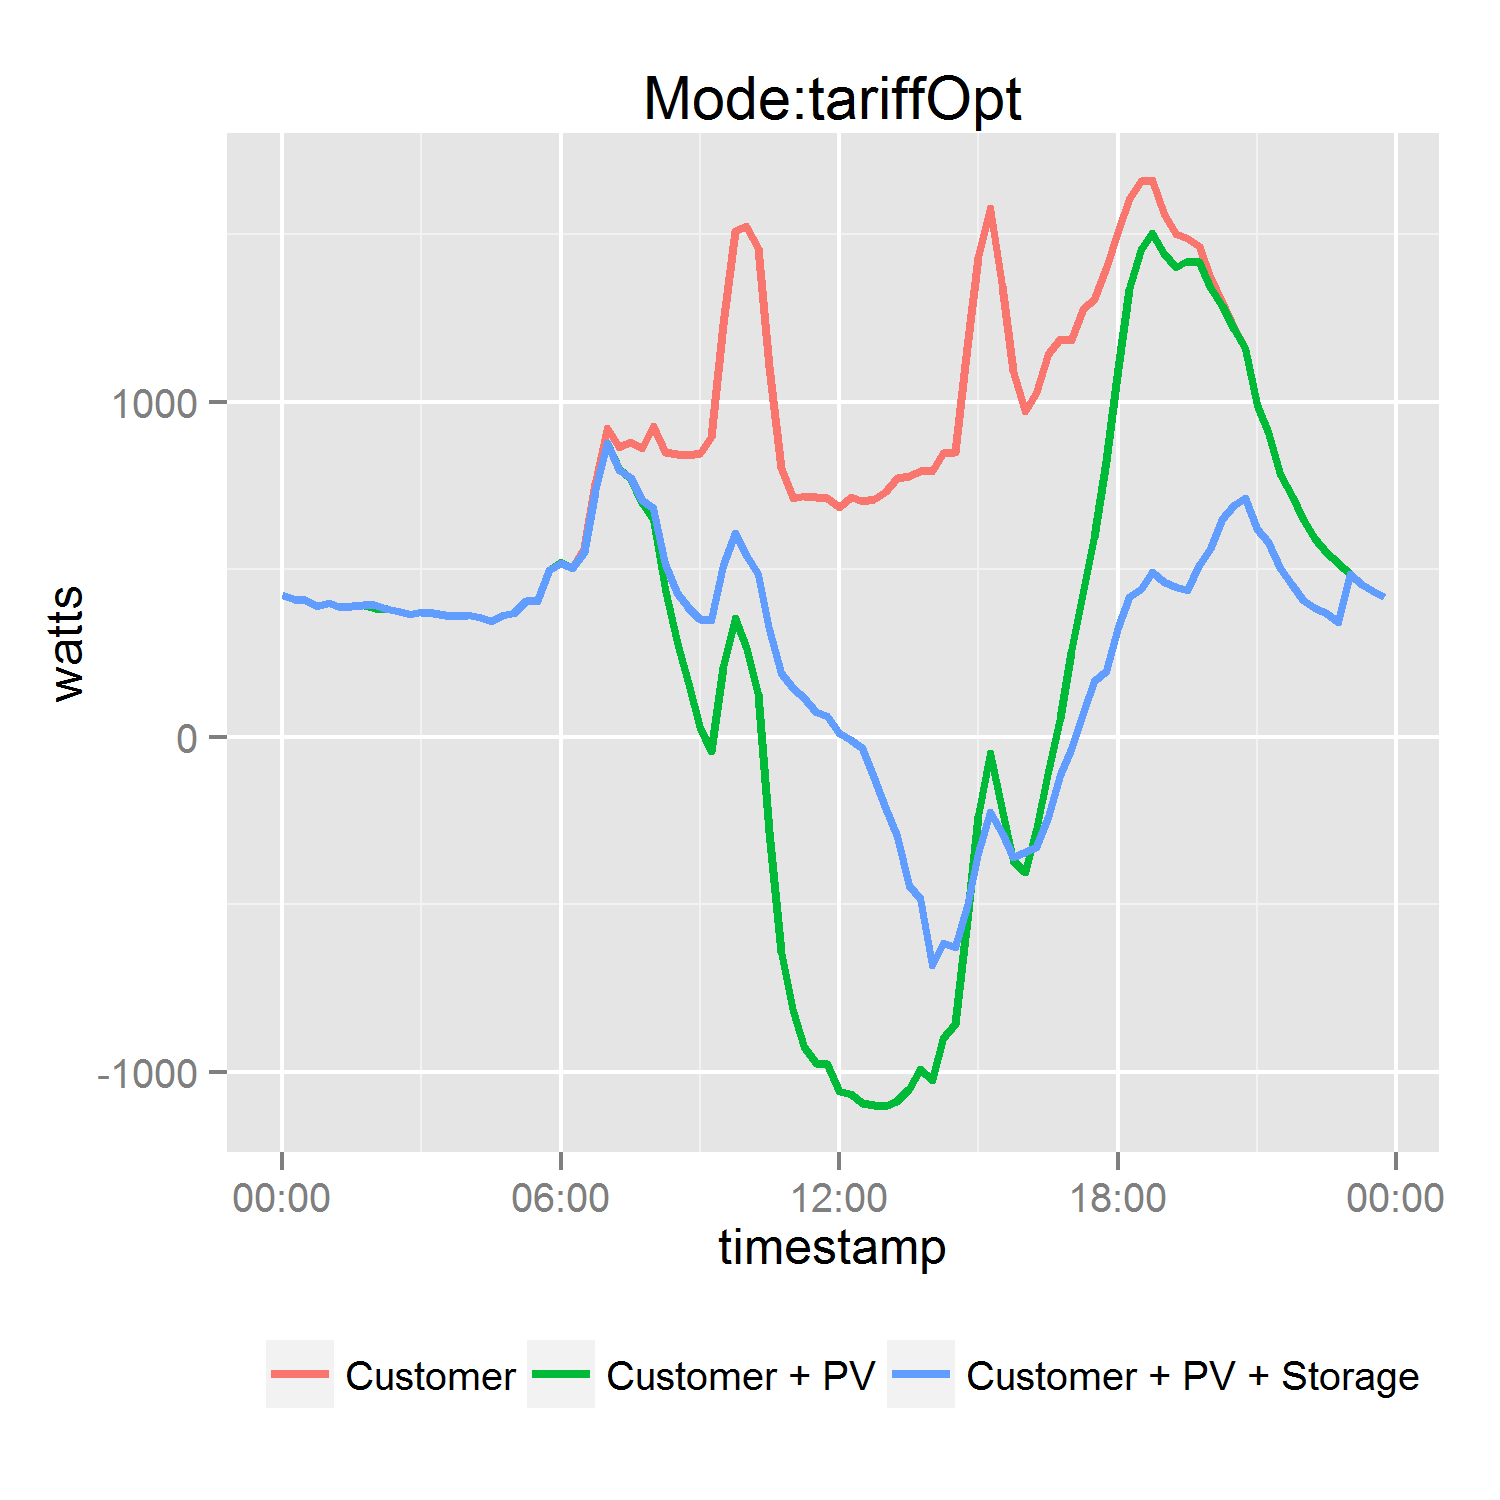 Mode:tariffOpt
watts
1000
0
-1000
00:00 06:00 12:00 18:00 00:00
timestamp
Customer Customer + PV Customer + PV + Storage